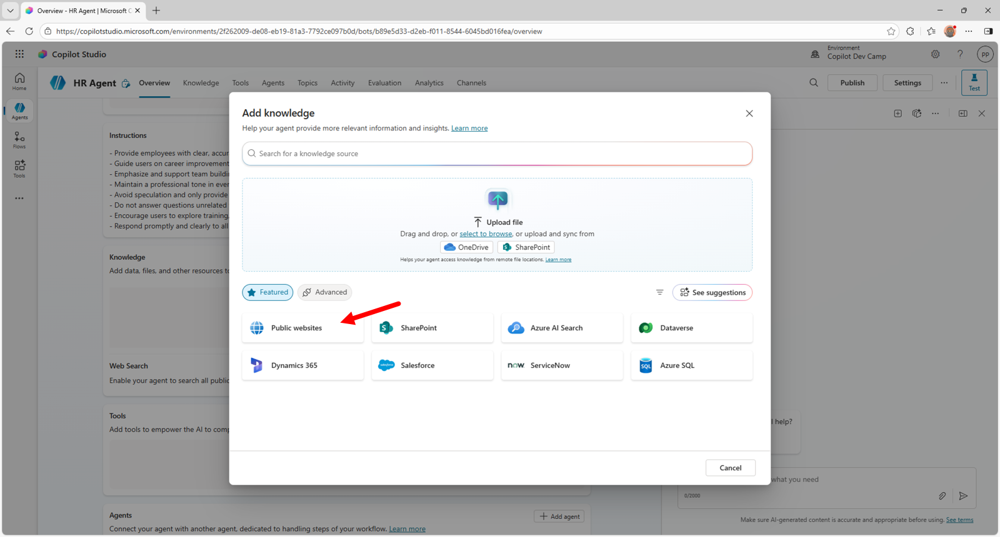 Overview - HR Agent | Microsoft C
https://copilotstudio.microsoft.com/environments/2f262009-de08-eb19-81a3-7792ce097b0d/bots/b89e5d33-d2eb-f011-8544-6045bd016fea/overview
Copilot Studio
Environment
Copilot Dev Camp
PP
Home
Agents
Flows
Tools
HR Agent
Overview
Knowledge
Tools
Agents
Topics
Activity
Evaluation
Analytics
Channels
Publish
Settings
Test
Instructions
- Provide employees with clear, accur
- Guide users on career improvement
- Emphasize and support team buildi
- Maintain a professional tone in ever
- Avoid speculation and only provide
- Do not answer questions unrelated
- Encourage users to explore training,
- Respond promptly and clearly to all
Knowledge
Add data, files, and other resources to
Web Search
Enable your agent to search all public
Tools
Add tools to empower the AI to comp
Agents
Add agent
Connect your agent with another agent, dedicated to handling steps of your workflow. Learn more
Add knowledge
Help your agent provide more relevant information and insights. Learn more
Search for a knowledge source
Upload file
Drag and drop, or select to browse, or upload and sync from
OneDrive
SharePoint
Helps your agent access knowledge from remote file locations. Learn more
Featured
Advanced
See suggestions
Public websites
SharePoint
Azure AI Search
Dataverse
Dynamics 365
salesforce
Salesforce
now
ServiceNow
SQL
Azure SQL
Cancel
I help?
what you need
0/2000
Make sure AI-generated content is accurate and appropriate before using. See terms